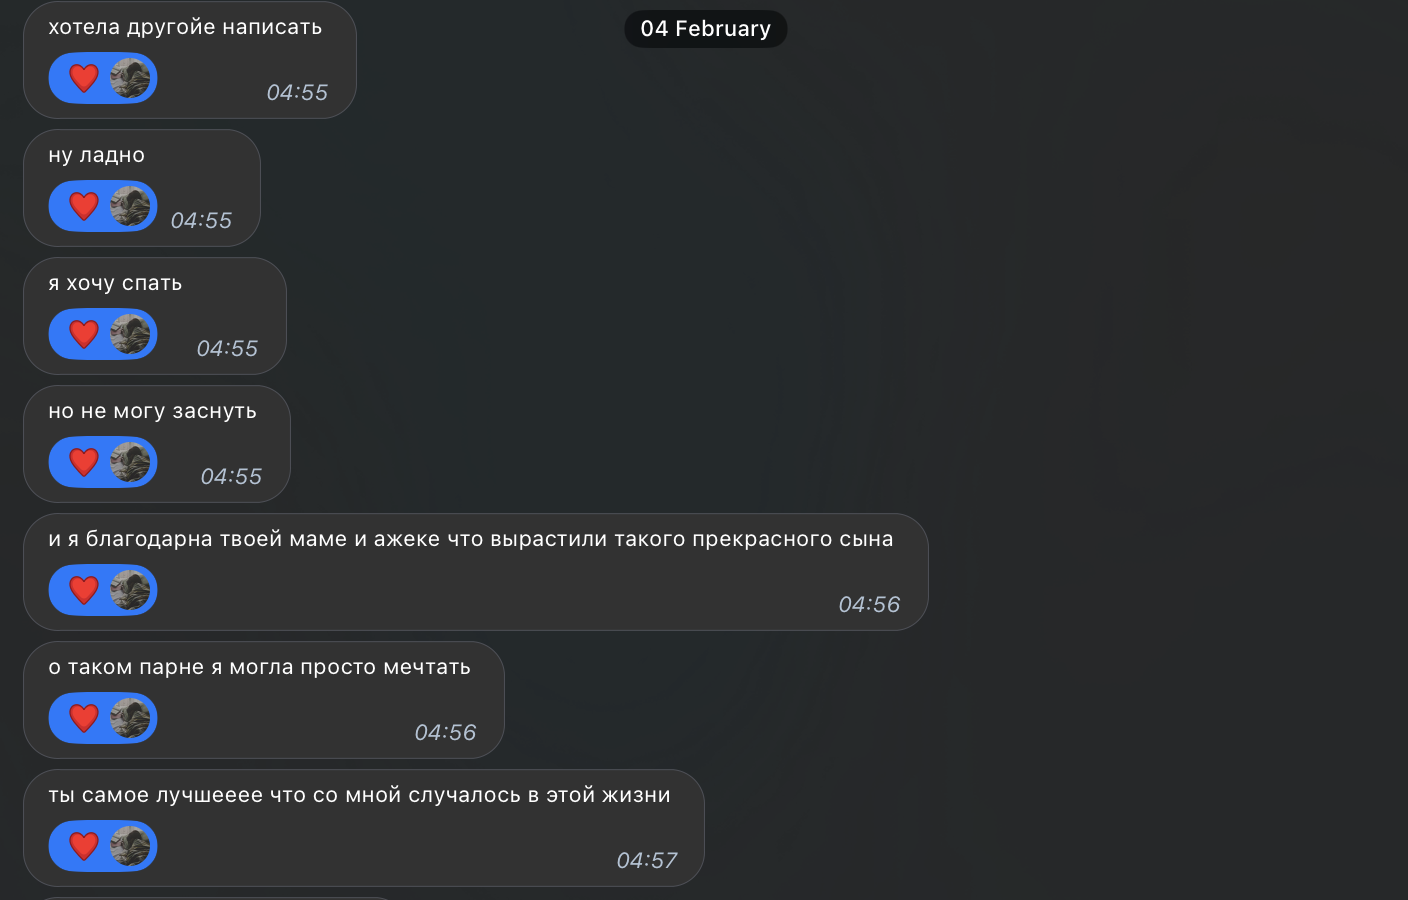 04 February
хотела другойе написать
04:55
ну ладно
04:55
я хочу спать
04:55
но не могу заснуть
04:55
и я благодарна твоей маме и ажеке что вырастили такого прекрасного сына
04:56
о таком парне я могла просто мечтать
04:56
ты самое лучшееее что со мной случалось в этой жизни
04:57